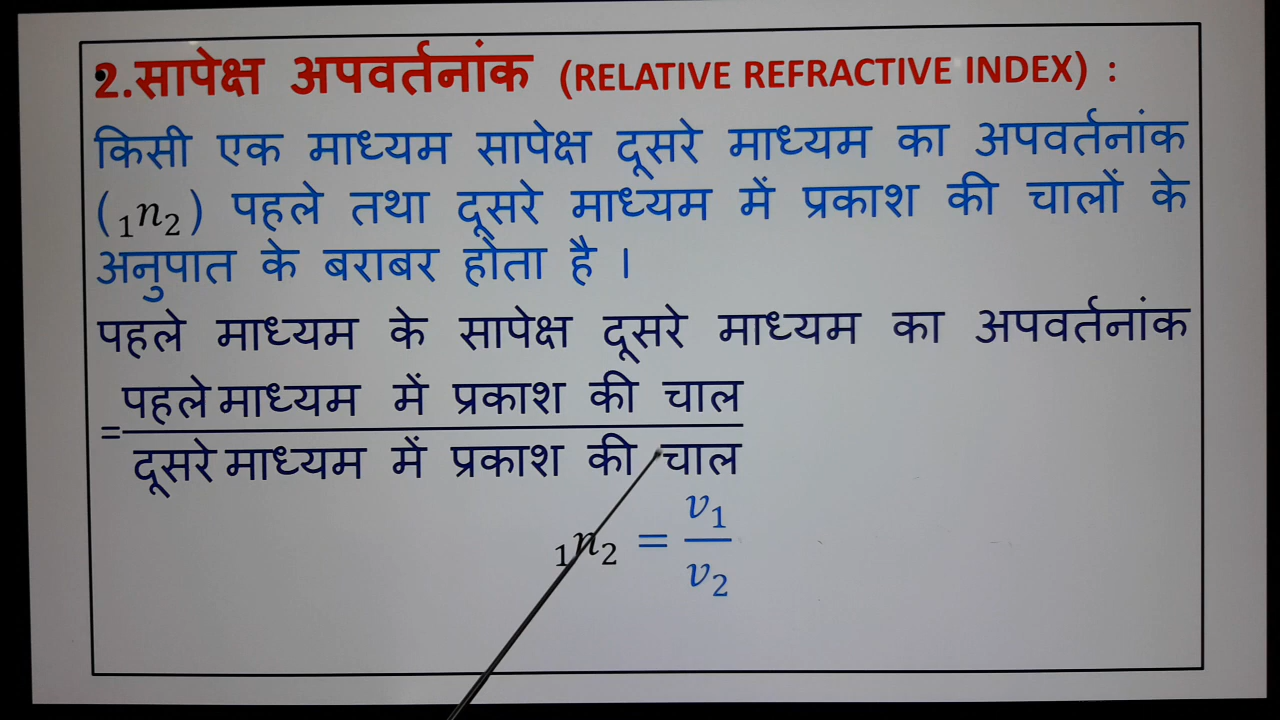 2.सापेक्ष अपवर्तनांक (RELATIVE REFRACTIVE INDEX) :
किसी एक माध्यम सापेक्ष दूसरे माध्यम का अपवर्तनांक
(₁n₂) पहले तथा दूसरे माध्यम में प्रकाश की चालों के
अनुपात के बराबर होता है ।
पहले माध्यम के सापेक्ष दूसरे माध्यम का अपवर्तनांक
=पहले माध्यम में प्रकाश की चाल
दूसरे माध्यम में प्रकाश की चाल
₁n₂ = v₁
v₂